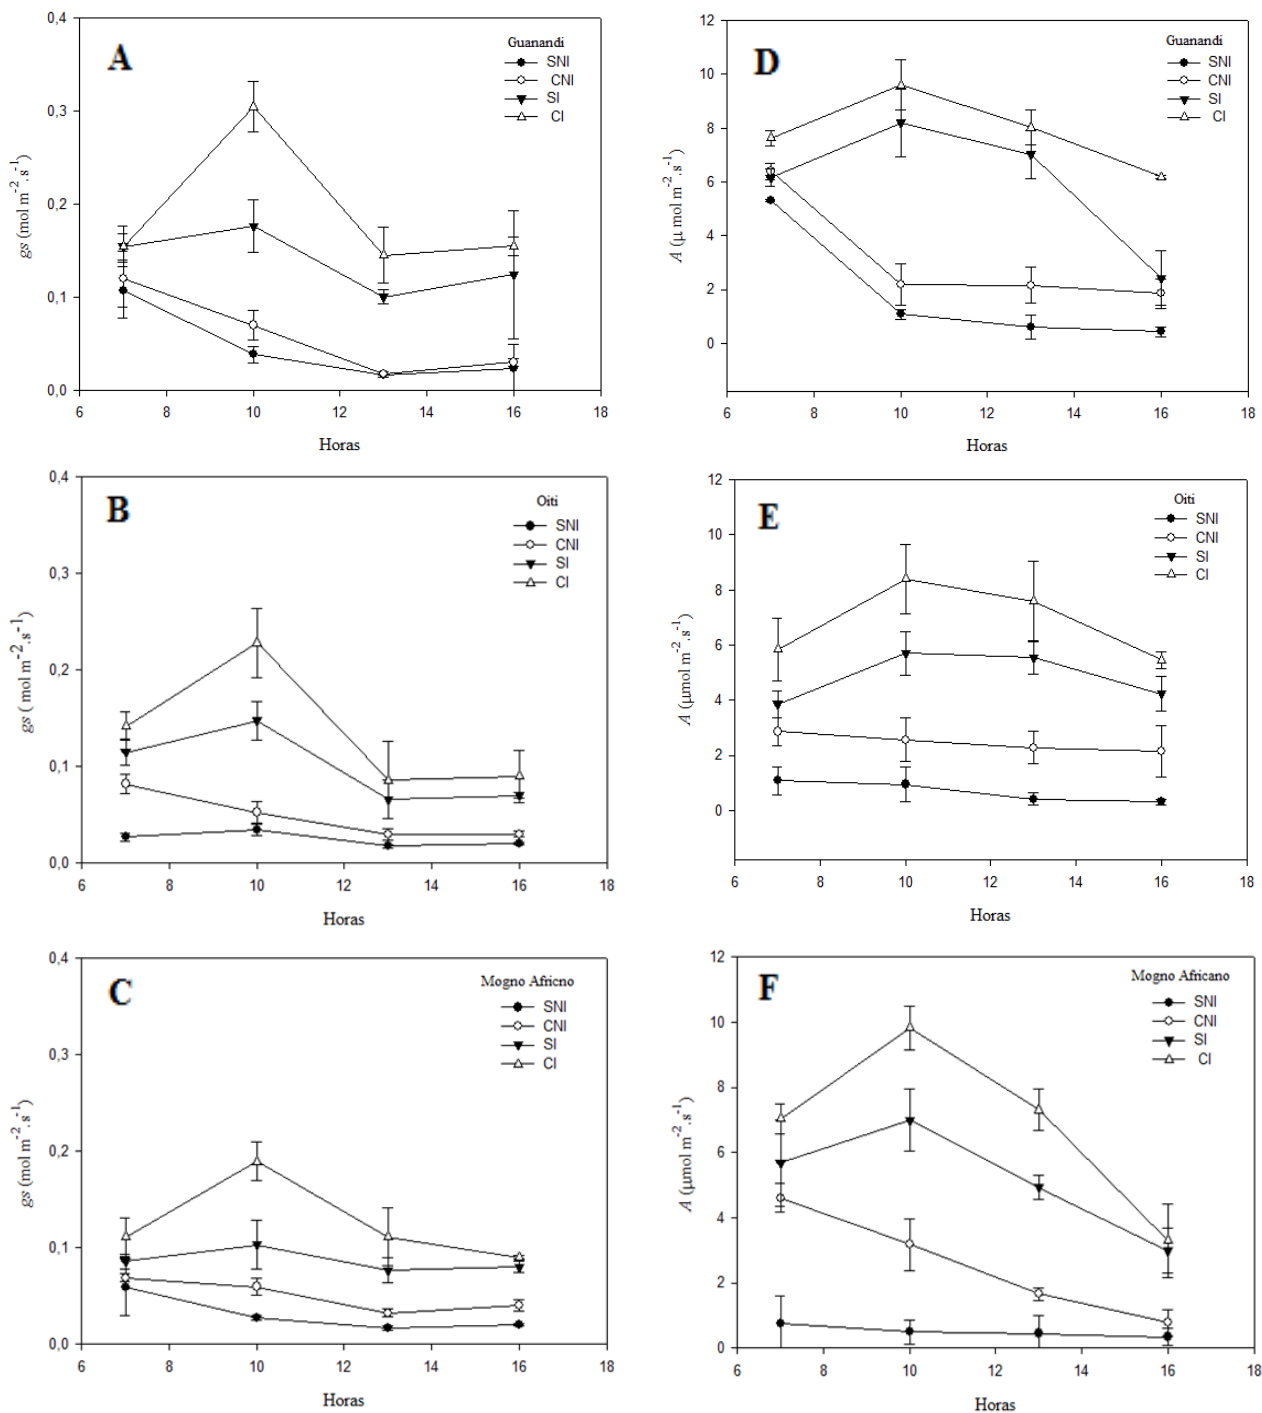 A
Guanandi
SNI
CNI
SI
CI
gs (mol m-2.s-1)
0,4
0,3
0,2
0,1
0,0
6 8 10 12 14 16 18
Horas
D
Guanandi
SNI
CNI
SI
CI
A (µ mol m-2.s-1)
12
10
8
6
4
2
0
6 8 10 12 14 16 18
Horas
B
Oiti
SNI
CNI
SI
CI
gs ( mol m-2.s-1)
0,4
0,3
0,2
0,1
0,0
6 8 10 12 14 16 18
Horas
E
Oiti
SNI
CNI
SI
CI
A (µmol m-2.s-1)
12
10
8
6
4
2
0
6 8 10 12 14 16 18
Horas
C
Mogno Africno
SNI
CNI
SI
CI
gs (mol m-2.s-1)
0,4
0,3
0,2
0,1
0,0
6 8 10 12 14 16 18
Horas
F
Mogno Africano
SNI
CNI
SI
CI
A (µmol m-2.s-1)
12
10
8
6
4
2
0
6 8 10 12 14 16 18
Horas